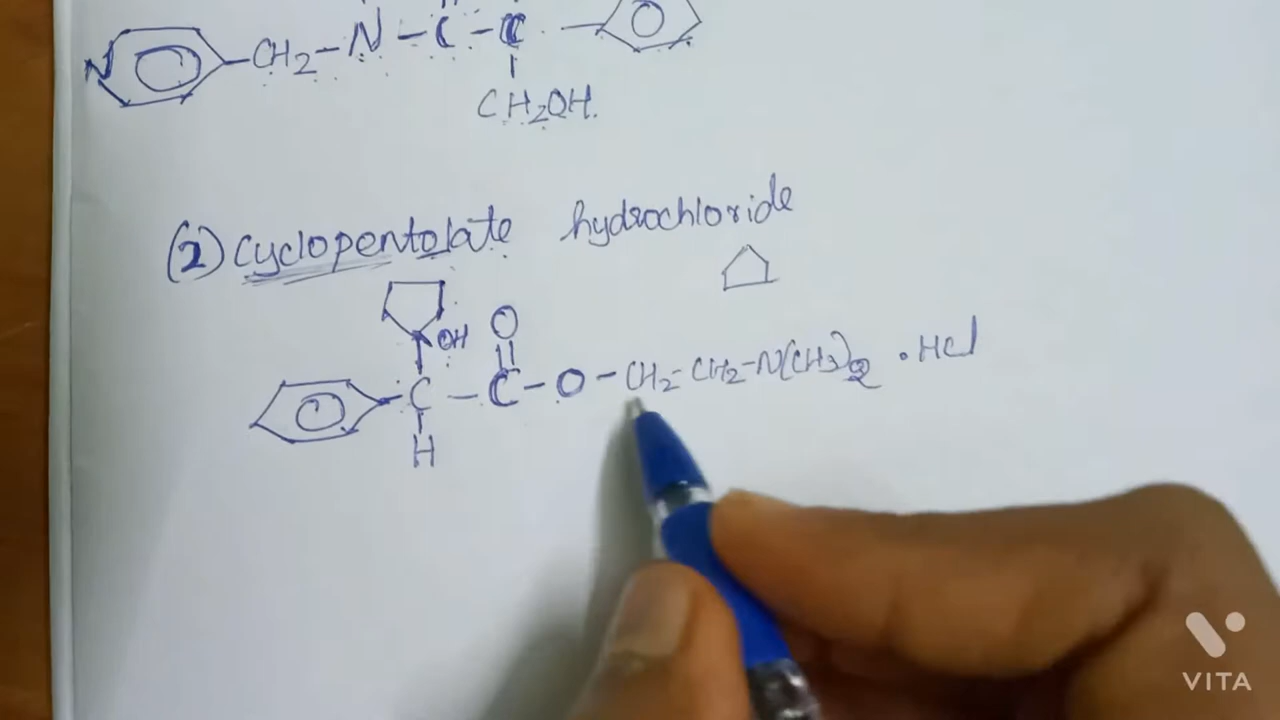 N CH2 - N - C - C -
CH2OH.
(2) Cyclopentolate hydrochloride
OH O
C - C - O - CH2 - CH2 - N(CH3)2 . HCl
H
VITA